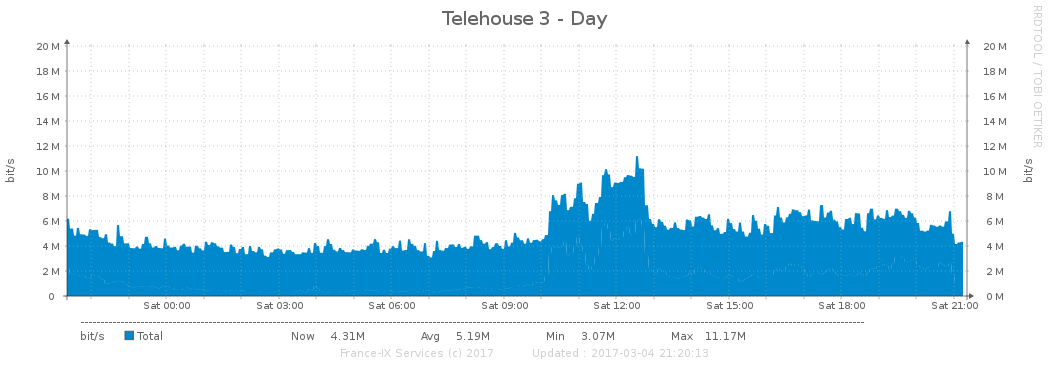 Telehouse 3 - Day
RRDTOOL / TOBI OETIKER
bit/s
20 M
18 M
16 M
14 M
12 M
10 M
8 M
6 M
4 M
2 M
0
20 M
18 M
16 M
14 M
12 M
10 M
8 M
6 M
4 M
2 M
0 M
bit/s
Sat 00:00 Sat 03:00 Sat 06:00 Sat 09:00 Sat 12:00 Sat 15:00 Sat 18:00 Sat 21:00
bit/s Total Now 4.31M Avg 5.19M Min 3.07M Max 11.17M
France-IX Services (c) 2017 Updated : 2017-03-04 21:20:13